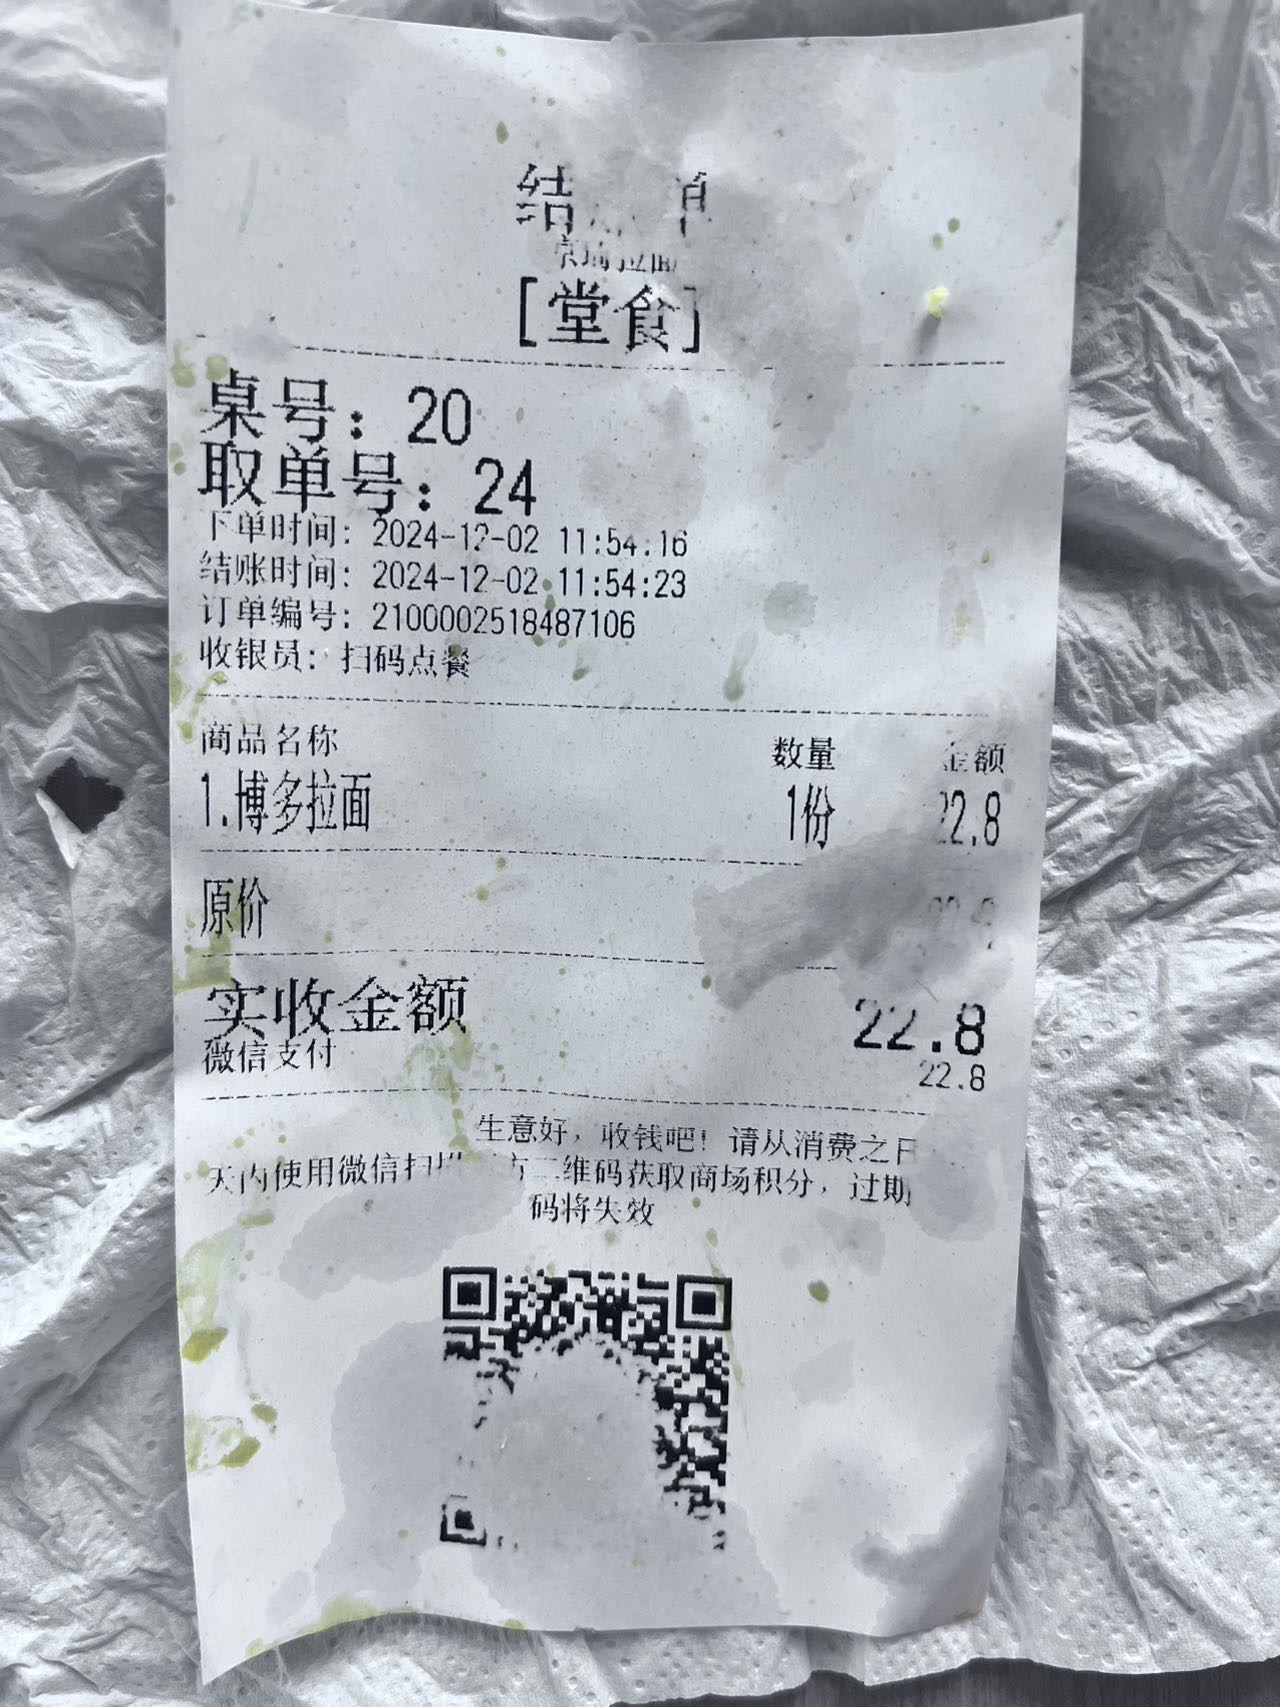 结 单
拉面
[堂食]
桌号：20
取单号：24
下单时间：2024-12-02 11:54:16
结账时间：2024-12-02 11:54:23
订单编号：2100002518487106
收银员：扫码点餐
商品名称 数量 金额
1.博多拉面 1份 22.8
原价
实收金额 22.8
微信支付 22.8
生意好，收钱吧！请从消费之日
天内使用微信扫 二维码获取商场积分，过期
码将失效